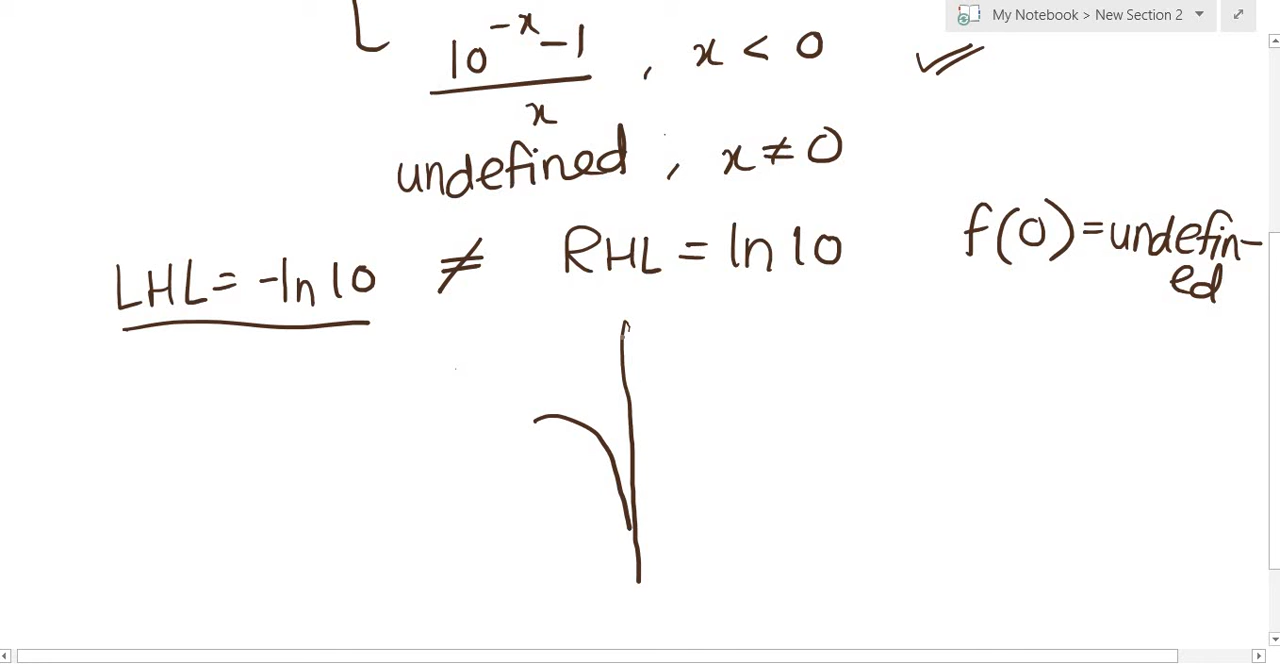 My Notebook > New Section 2
10^{-x} - 1 / x , x < 0
undefined , x ≠ 0
LHL = -ln 10 ≠ RHL = ln 10
f(0) = undefin-
ed